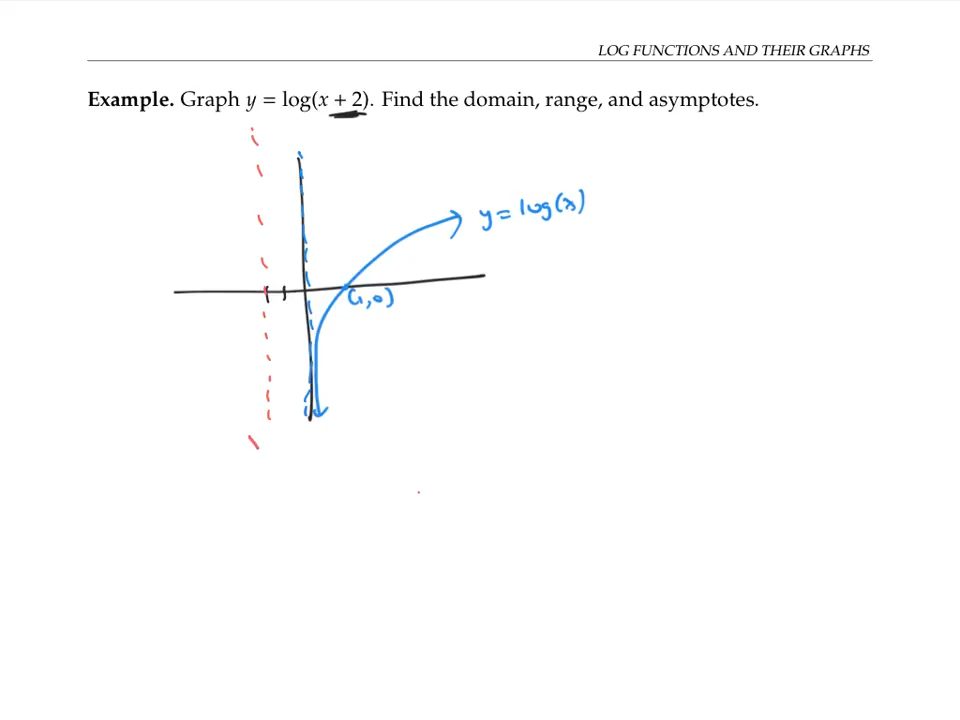 LOG FUNCTIONS AND THEIR GRAPHS
Example. Graph y = log(x + 2). Find the domain, range, and asymptotes.
y = log(x)
(1,0)